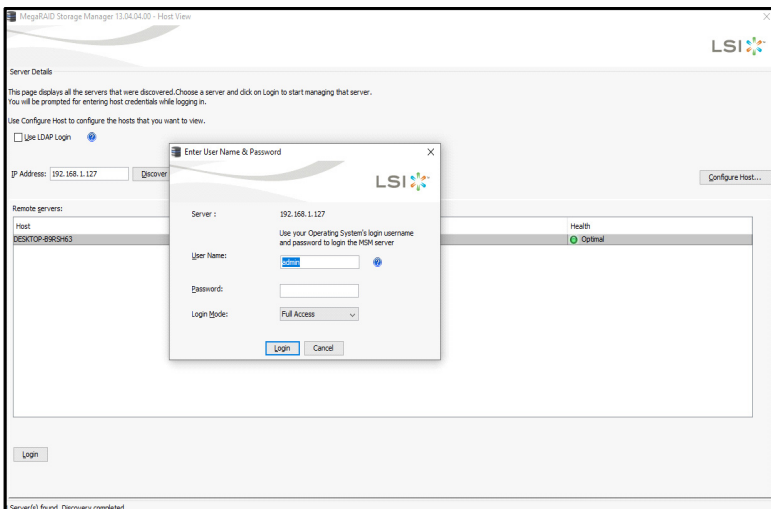 MegaRAID Storage Manager 13.04.04.00 - Host View
LSI
Server Details
This page displays all the servers that were discovered.Choose a server and click on Login to start managing that server.
You will be prompted for entering host credentials while logging in.
Use Configure Host to configure the hosts that you want to view.
Use LDAP Login
IP Address: 192.168.1.127 Discover
Configure Host...
Remote servers:
Host Health
DESKTOP-B9RSH63 Optimal
Enter User Name & Password
LSI
Server : 192.168.1.127
Use your Operating System's login username
and password to login the MSM server
User Name: admin
Password:
Login Mode: Full Access
Login Cancel
Login
Server(s) found. Discovery completed